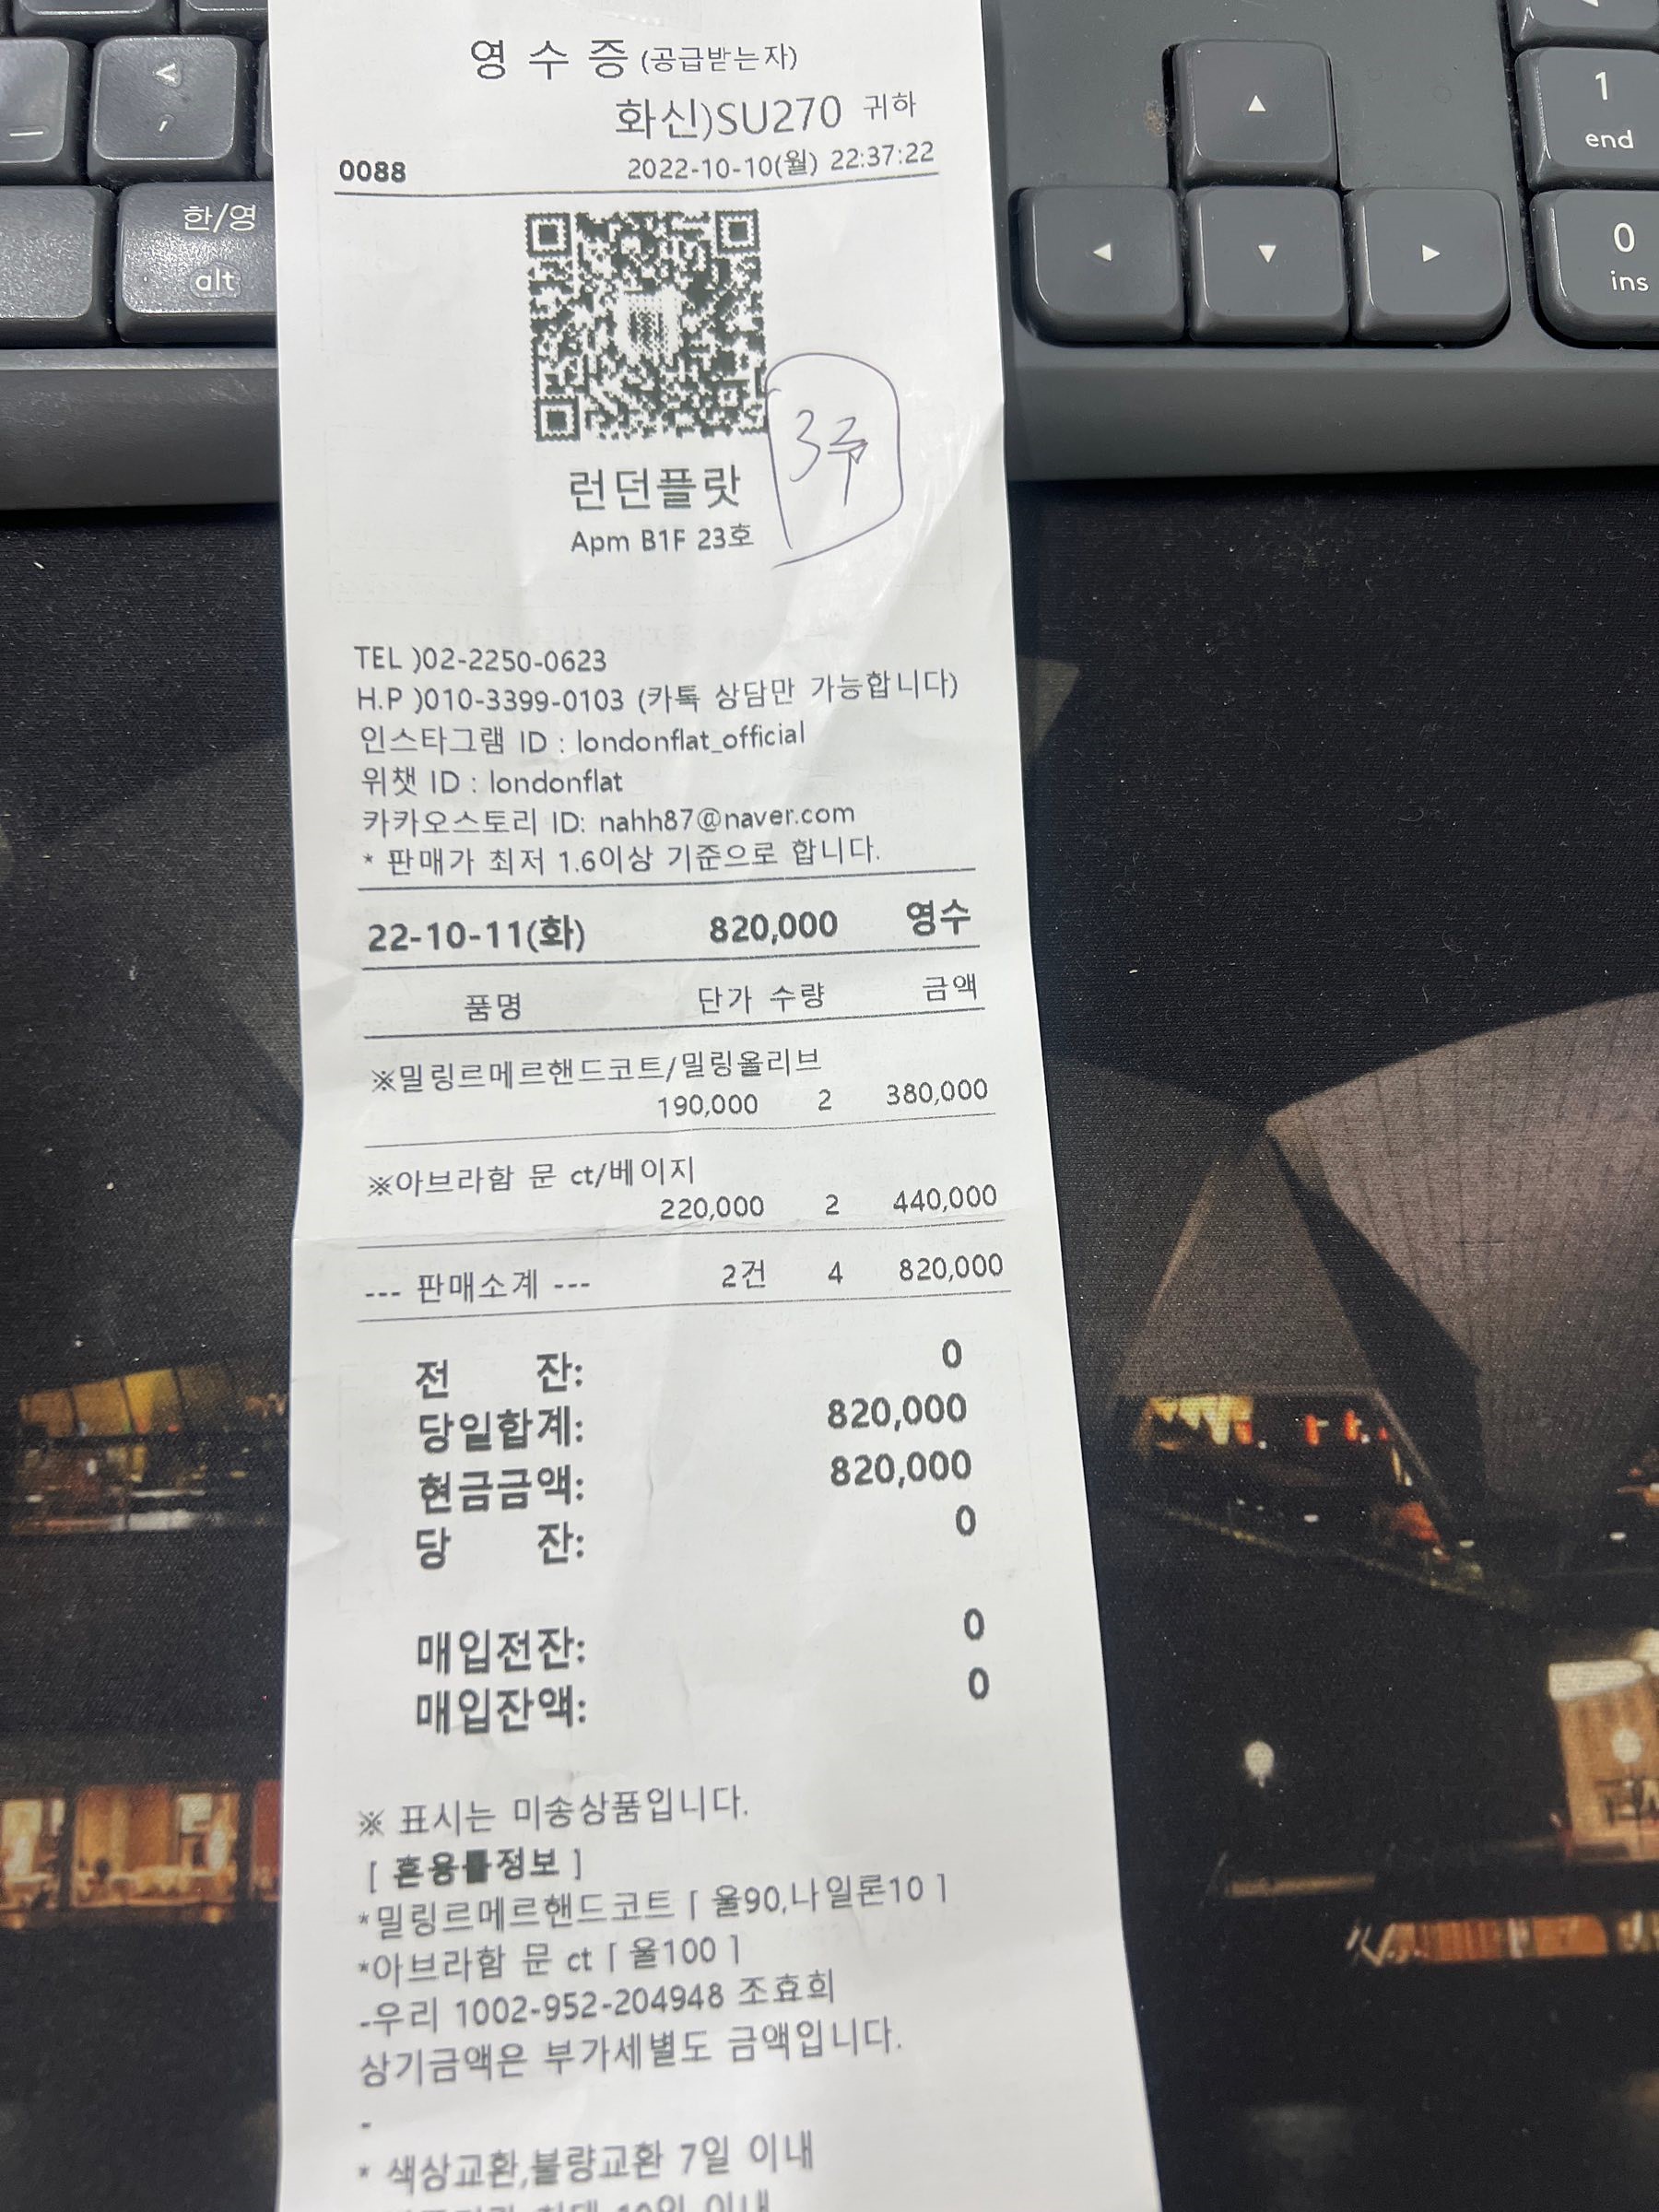 영 수 증 (공급받는자)
화신)SU270 귀하
0088 2022-10-10(월) 22:37:22
3주
런던플랏
Apm B1F 23호
TEL )02-2250-0623
H.P )010-3399-0103 (카톡 상담만 가능합니다)
인스타그램 ID : londonflat_official
위챗 ID : londonflat
카카오스토리 ID: nahh87@naver.com
* 판매가 최저 1.6이상 기준으로 합니다.
22-10-11(화) 820,000 영수
품명 단가 수량 금액
※밀링르메르핸드코트/밀링올리브
190,000 2 380,000
※아브라함 문 ct/베이지
220,000 2 440,000
--- 판매소계 --- 2건 4 820,000
전 잔: 0
당일합계: 820,000
현금금액: 820,000
당 잔: 0
매입전잔: 0
매입잔액: 0
※ 표시는 미송상품입니다.
[ 혼용률정보 ]
*밀링르메르핸드코트 [ 울90,나일론10 ]
*아브라함 문 ct [ 울100 ]
-우리 1002-952-204948 조효희
상기금액은 부가세별도 금액입니다.
-
* 색상교환,불량교환 7일 이내
10일 이내
<
,
한/영
alt
1
end
0
ins